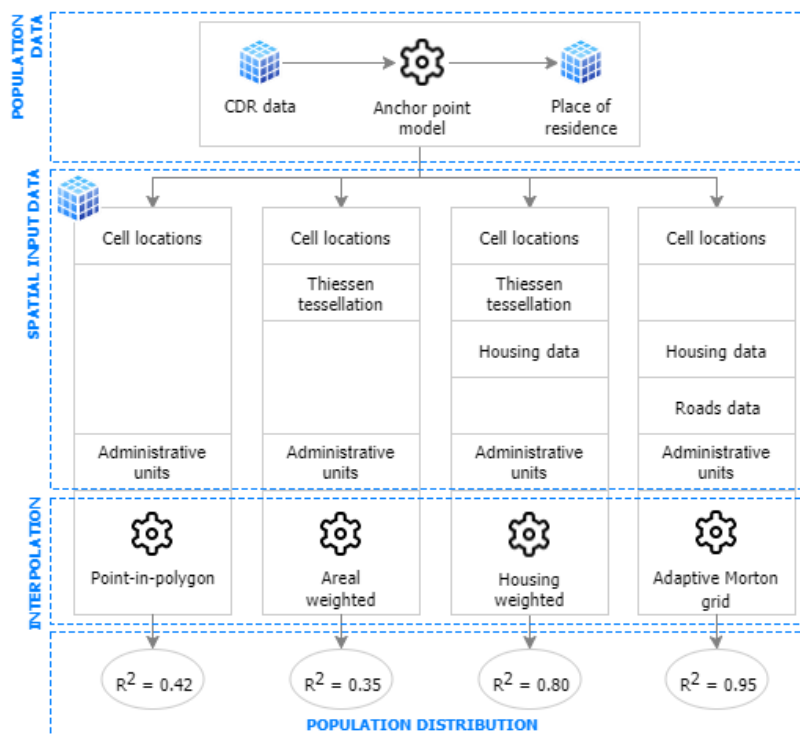 POPULATION
DATA
CDR data
Anchor point
model
Place of
residence
SPATIAL INPUT DATA
Cell locations
Administrative
units
Cell locations
Thiessen
tessellation
Administrative
units
Cell locations
Thiessen
tessellation
Housing data
Administrative
units
Cell locations
Housing data
Roads data
Administrative
units
INTERPOLATION
Point-in-polygon
Areal
weighted
Housing
weighted
Adaptive Morton
grid
R² = 0.42
R² = 0.35
R² = 0.80
R² = 0.95
POPULATION DISTRIBUTION